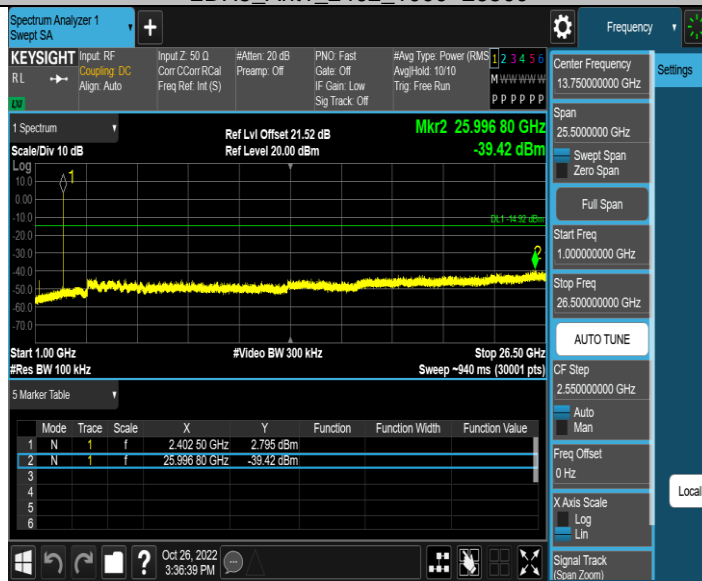 Spectrum Analyzer 1
Swept SA
+
Frequency
KEYSIGHT
RL
LXI
Input: RF
Coupling: DC
Align: Auto
Input Z: 50 Ω
Corr CCorr RCal
Freq Ref: Int (S)
#Atten: 20 dB
Preamp: Off
PNO: Fast
Gate: Off
IF Gain: Low
Sig Track: Off
#Avg Type: Power (RMS
Avg|Hold: 10/10
Trig: Free Run
1 2 3 4 5 6
M W W W W W
P P P P P P
Center Frequency
13.750000000 GHz
Settings
Span
25.5000000 GHz
Swept Span
Zero Span
Full Span
Start Freq
1.000000000 GHz
Stop Freq
26.500000000 GHz
AUTO TUNE
CF Step
2.550000000 GHz
Auto
Man
Freq Offset
0 Hz
X Axis Scale
Log
Lin
Local
Signal Track
(Span Zoom)
1 Spectrum
Scale/Div 10 dB
Ref Lvl Offset 21.52 dB
Ref Level 20.00 dBm
Mkr2 25.996 80 GHz
-39.42 dBm
Log
10.0
0.00
-10.0
-20.0
-30.0
-40.0
-50.0
-60.0
-70.0
1
DL1 -14.92 dBm
2
Start 1.00 GHz
#Res BW 100 kHz
#Video BW 300 kHz
Stop 26.50 GHz
Sweep ~940 ms (30001 pts)
5 Marker Table
Mode Trace Scale X Y Function Function Width Function Value
1 N 1 f 2.402 50 GHz 2.795 dBm
2 N 1 f 25.996 80 GHz -39.42 dBm
3
4
5
6
?
Oct 26, 2022
3:36:39 PM